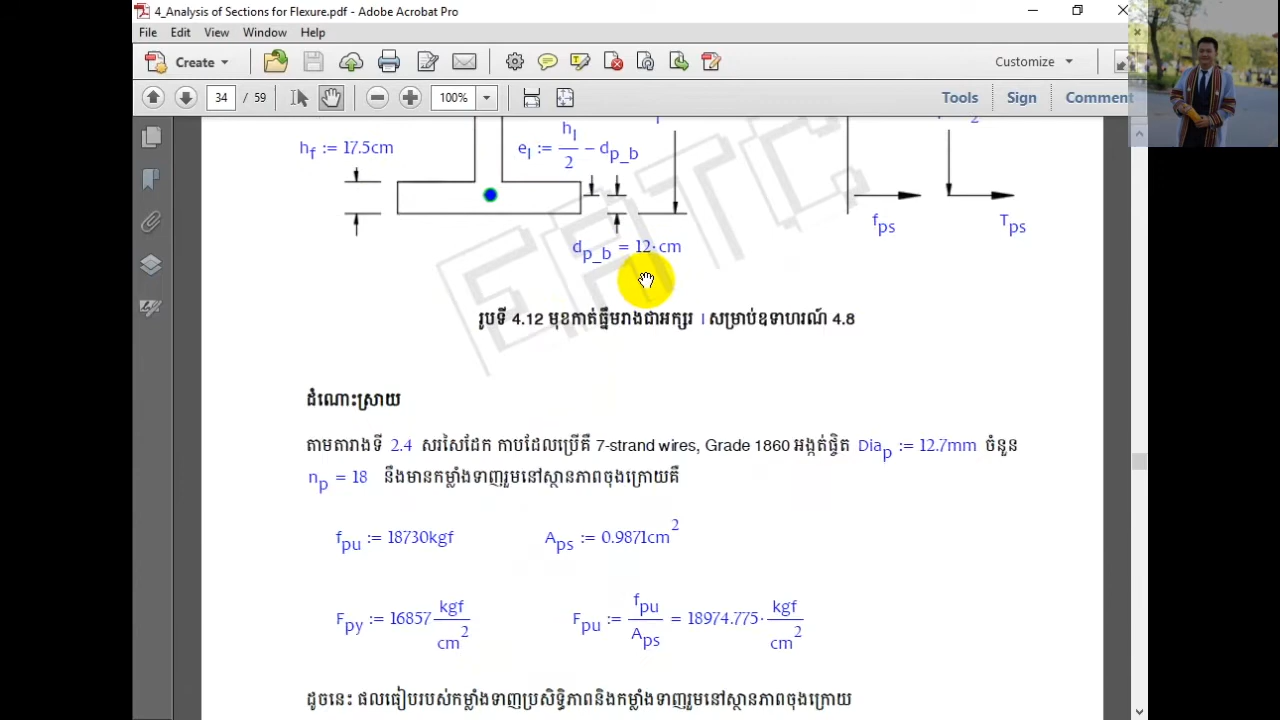 4_Analysis of Sections for Flexure.pdf - Adobe Acrobat Pro
File Edit View Window Help
Create Customize
34 / 59 100% Tools Sign Comment
h_f := 17.5cm e_I := h_I/2 − d_p_b 2
f_ps T_ps
d_p_b = 12·cm
EATC
រូបទី 4.12 មុខកាត់ធ្នឹមរាងជាអក្សរ I សម្រាប់ឧទាហរណ៍ 4.8
ដំណោះស្រាយ
តាមតារាងទី 2.4 សរសៃដែក កាបដែលប្រើគឺ 7-strand wires, Grade 1860 អង្កត់ផ្ចិត Dia_p := 12.7mm ចំនួន
n_p = 18 នឹងមានកម្លាំងទាញរួមនៅស្ថានភាពចុងក្រោយគឺ
f_pu := 18730kgf A_ps := 0.9871cm²
F_py := 16857 kgf/cm² F_pu := f_pu/A_ps = 18974.775· kgf/cm²
ដូចនេះ ផលធៀបរបស់កម្លាំងទាញប្រសិទ្ធិភាពនិងកម្លាំងទាញរួមនៅស្ថានភាពចុងក្រោយ